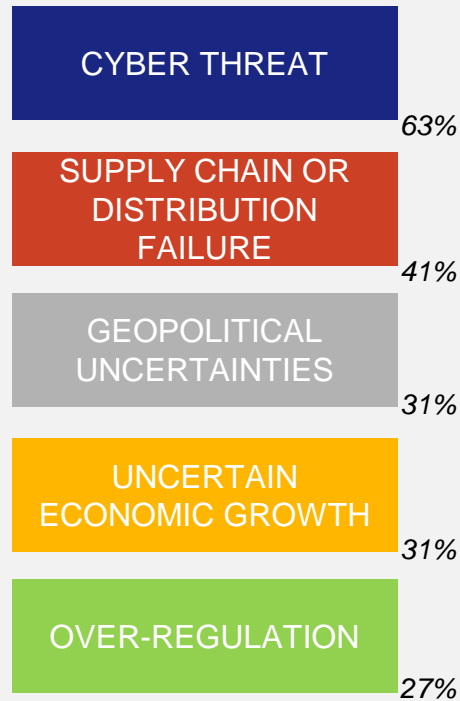 CYBER THREAT
63%
SUPPLY CHAIN OR
DISTRIBUTION
FAILURE
41%
GEOPOLITICAL
UNCERTAINTIES
31%
UNCERTAIN
ECONOMIC GROWTH
31%
OVER-REGULATION
27%